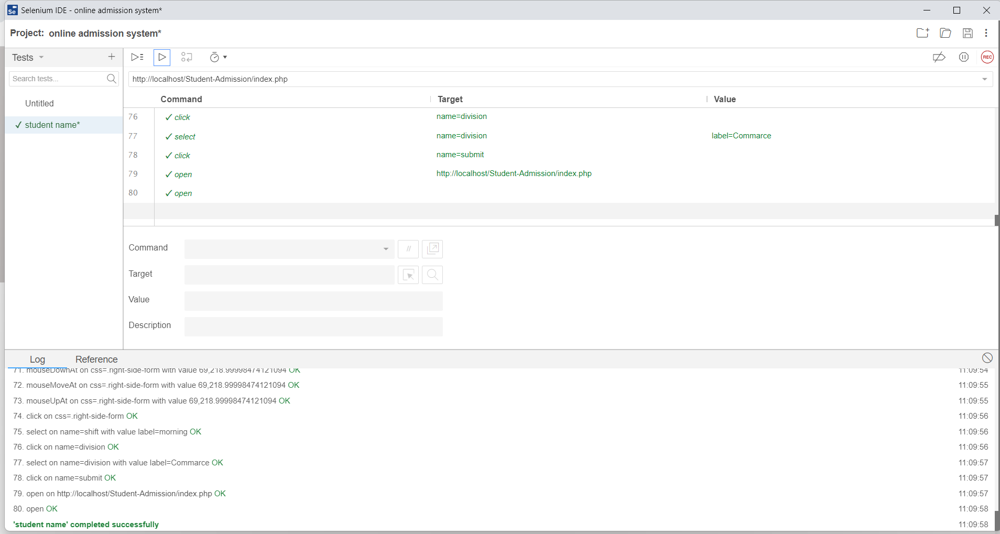 Selenium IDE - online admission system*
Project: online admission system*
Tests
Search tests...
Untitled
✓ student name*
REC
http://localhost/Student-Admission/index.php
Command Target Value
76 ✓ click name=division
77 ✓ select name=division label=Commarce
78 ✓ click name=submit
79 ✓ open http://localhost/Student-Admission/index.php
80 ✓ open
Command //
Target
Value
Description
Log Reference
71. mouseDownAt on css=.right-side-form with value 69,218.99998474121094 OK 11:09:54
72. mouseMoveAt on css=.right-side-form with value 69,218.99998474121094 OK 11:09:55
73. mouseUpAt on css=.right-side-form with value 69,218.99998474121094 OK 11:09:55
74. click on css=.right-side-form OK 11:09:56
75. select on name=shift with value label=morning OK 11:09:56
76. click on name=division OK 11:09:56
77. select on name=division with value label=Commarce OK 11:09:57
78. click on name=submit OK 11:09:57
79. open on http://localhost/Student-Admission/index.php OK 11:09:57
80. open OK 11:09:58
'student name' completed successfully 11:09:58